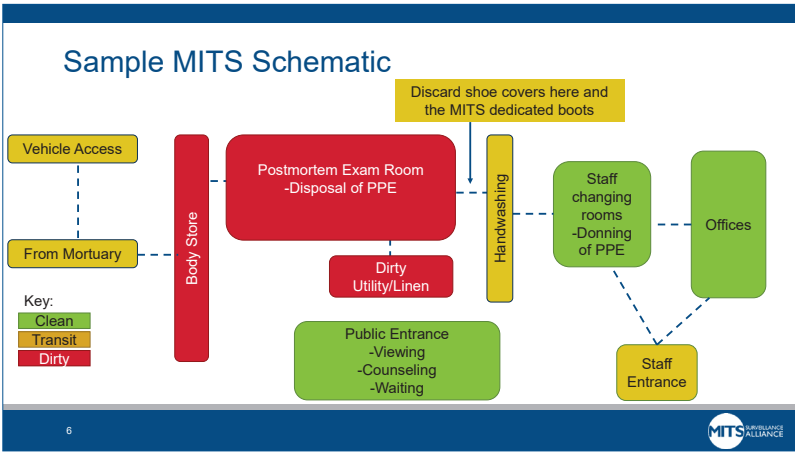 Sample MITS Schematic
Discard shoe covers here and
the MITS dedicated boots
Vehicle Access
From Mortuary
Body Store
Postmortem Exam Room
-Disposal of PPE
Dirty
Utility/Linen
Handwashing
Staff
changing
rooms
-Donning
of PPE
Offices
Staff
Entrance
Public Entrance
-Viewing
-Counseling
-Waiting
Key:
Clean
Transit
Dirty
6
MITS SURVEILLANCE
ALLIANCE